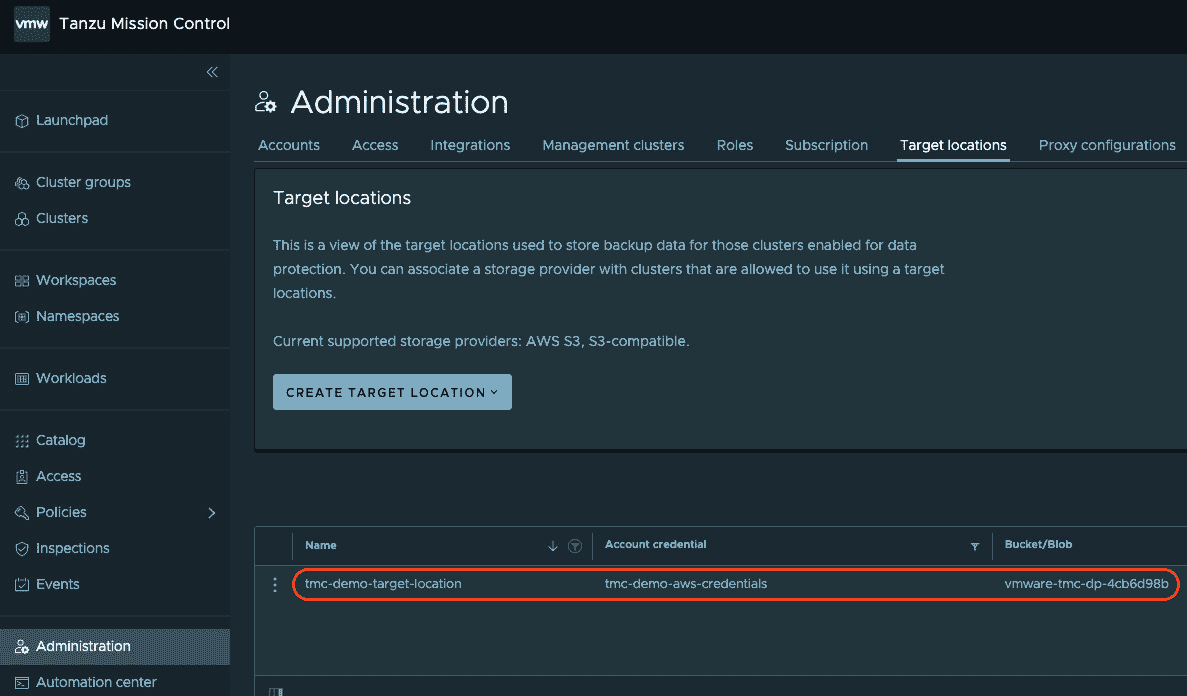 vmw Tanzu Mission Control
Launchpad
Cluster groups
Clusters
Workspaces
Namespaces
Workloads
Catalog
Access
Policies
Inspections
Events
Administration
Automation center
Administration
Accounts Access Integrations Management clusters Roles Subscription Target locations Proxy configurations
Target locations
This is a view of the target locations used to store backup data for those clusters enabled for data
protection. You can associate a storage provider with clusters that are allowed to use it using a target
locations.
Current supported storage providers: AWS S3, S3-compatible.
CREATE TARGET LOCATION
Name Account credential Bucket/Blob
tmc-demo-target-location tmc-demo-aws-credentials vmware-tmc-dp-4cb6d98b